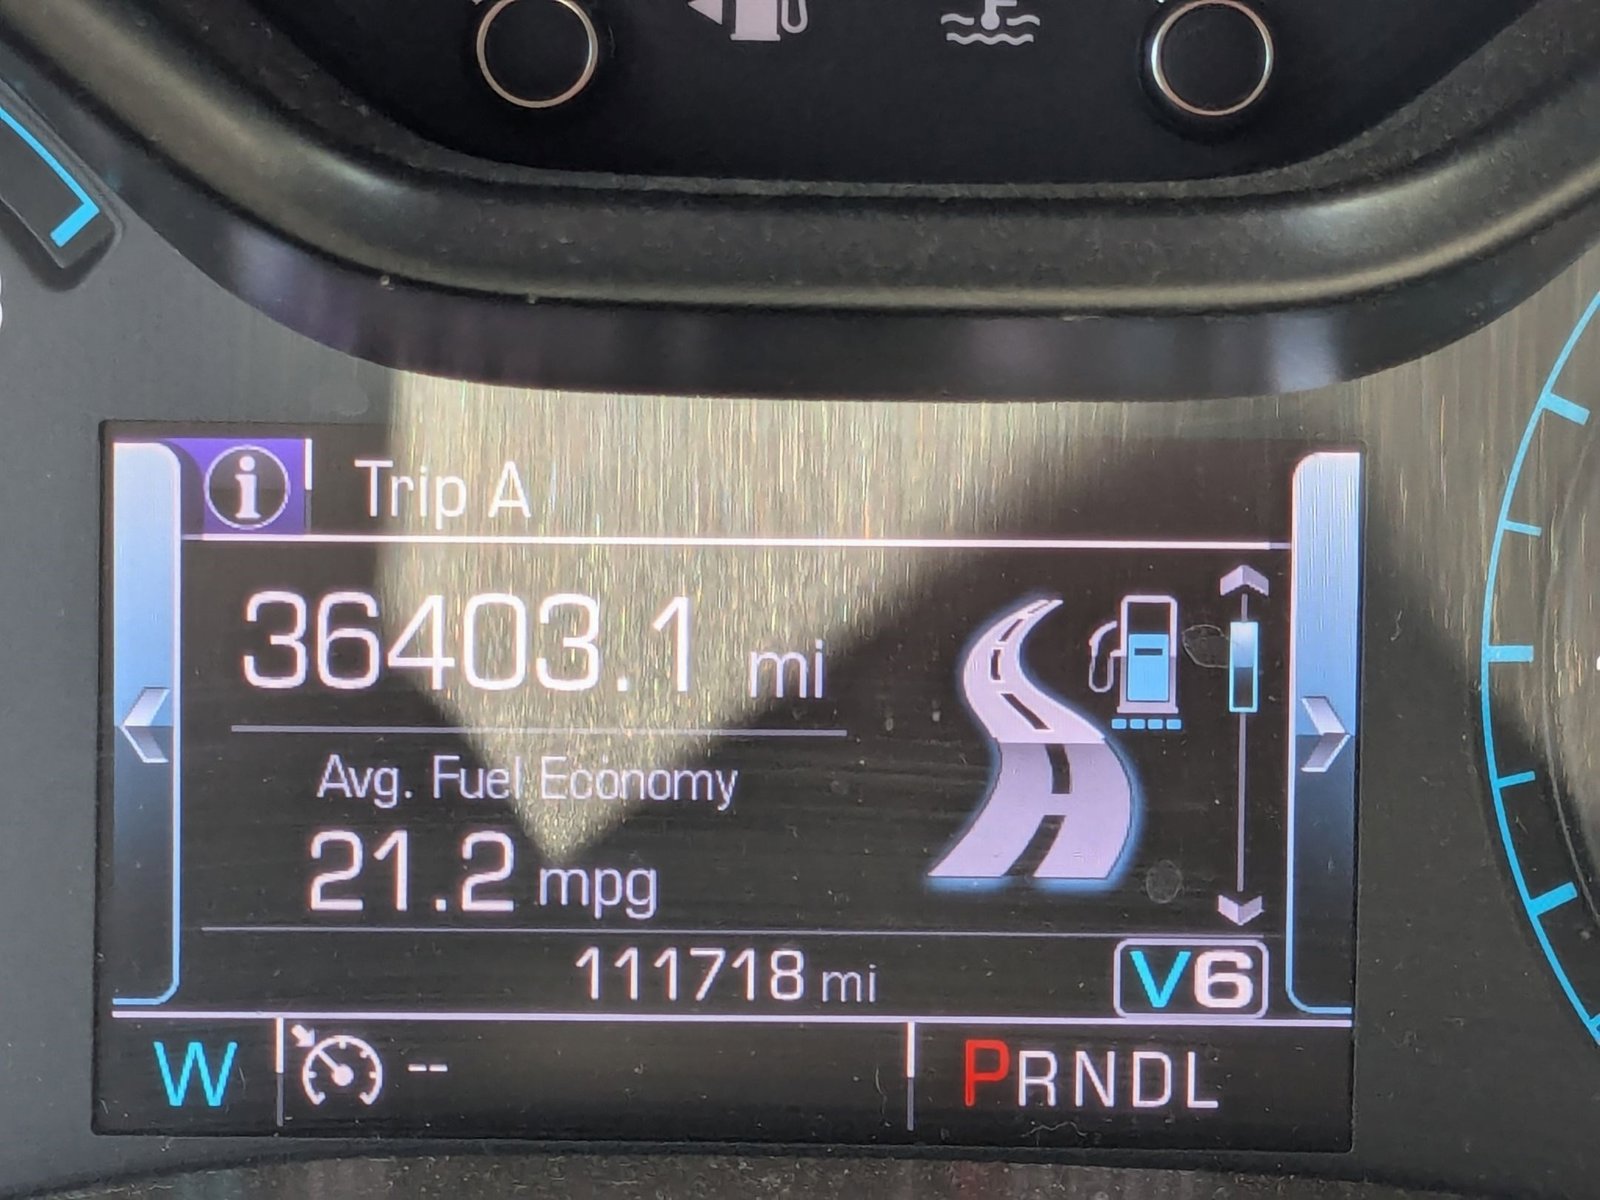 Trip A
36403.1 mi
Avg. Fuel Economy
21.2 mpg
111718 mi
V6
W -- PRNDL